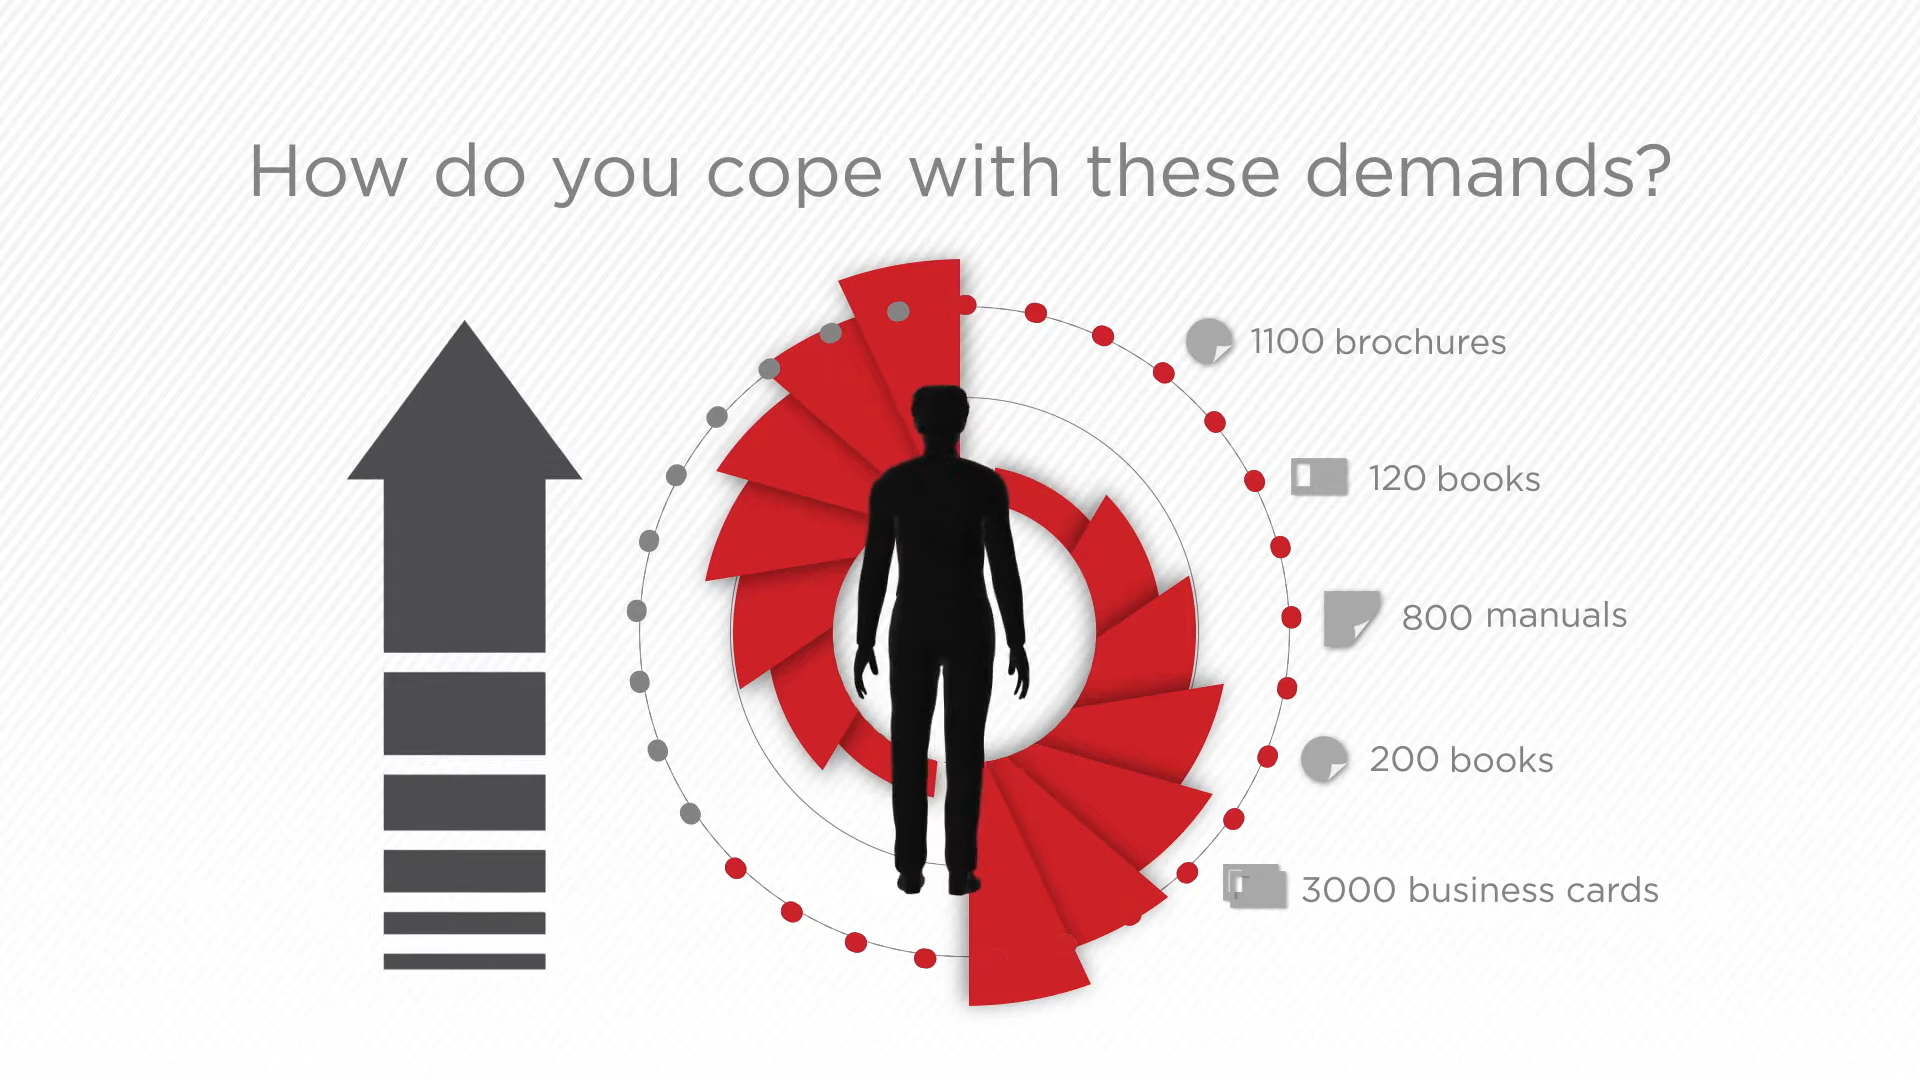 How do you cope with these demands?
1100 brochures
120 books
800 manuals
200 books
3000 business cards